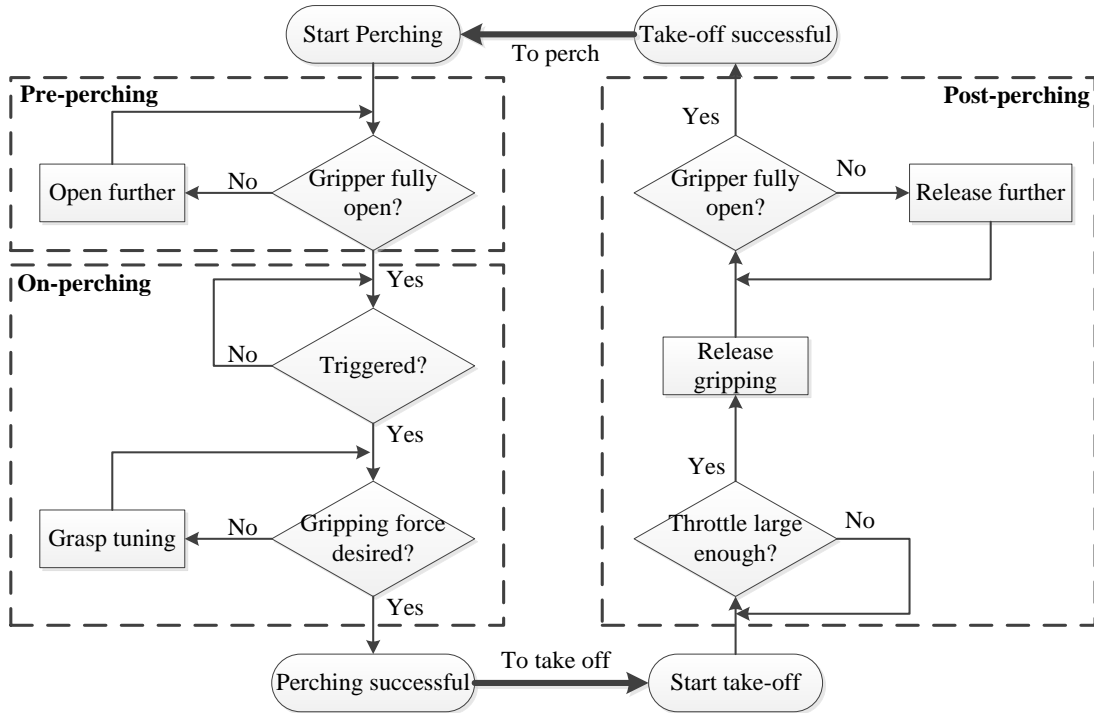 Start Perching
To perch
Take-off successful
Pre-perching
Open further
No
Gripper fully
open?
Yes
On-perching
No
Triggered?
Yes
Grasp tuning
No
Gripping force
desired?
Yes
Perching successful
To take off
Start take-off
Post-perching
Yes
Gripper fully
open?
No
Release further
Release
gripping
Yes
Throttle large
enough?
No